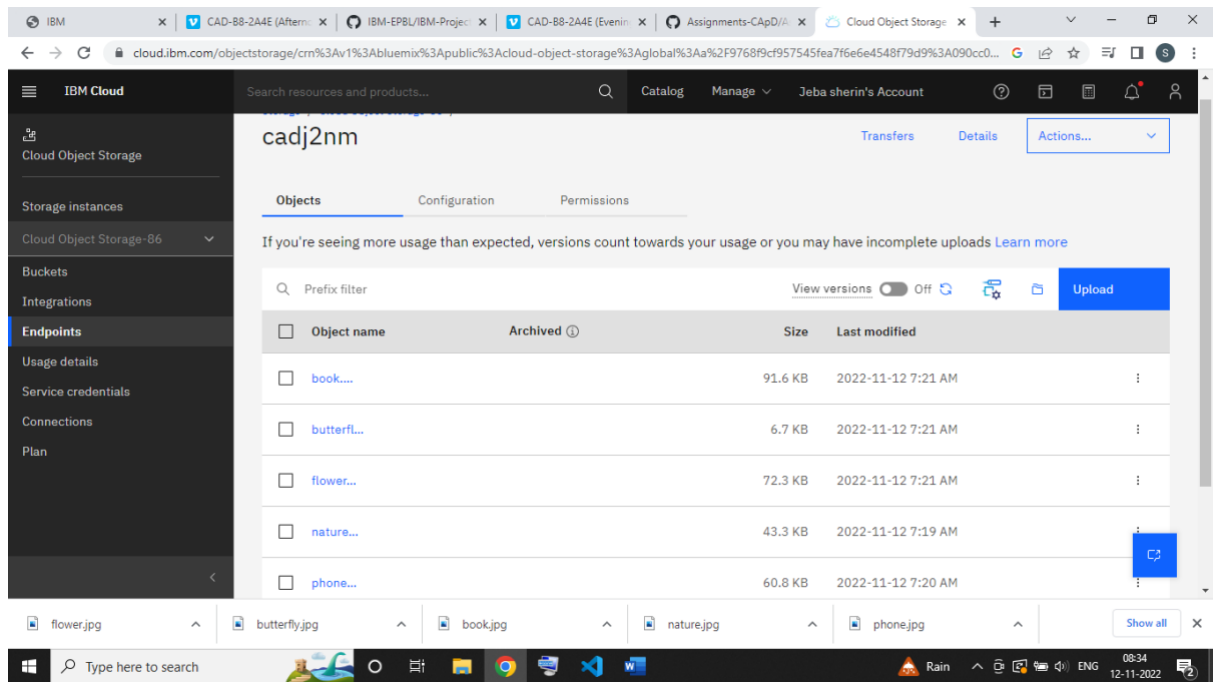 IBM
CAD-B8-2A4E (Afterno
IBM-EPBL/IBM-Project
CAD-B8-2A4E (Evenin
Assignments-CApD/A
Cloud Object Storage
cloud.ibm.com/objectstorage/crn%3Av1%3Abluemix%3Apublic%3Acloud-object-storage%3Aglobal%3Aa%2F9768f9cf957545fea7f6e6e4548f79d9%3A090cc0...
S
IBM Cloud
Search resources and products...
Catalog
Manage
Jeba sherin's Account
Cloud Object Storage
cadj2nm
Transfers
Details
Actions...
Storage instances
Cloud Object Storage-86
Buckets
Integrations
Endpoints
Usage details
Service credentials
Connections
Plan
Objects
Configuration
Permissions
If you're seeing more usage than expected, versions count towards your usage or you may have incomplete uploads Learn more
Prefix filter
View versions
Off
Upload
Object name Archived Size Last modified
book.... 91.6 KB 2022-11-12 7:21 AM
butterfl... 6.7 KB 2022-11-12 7:21 AM
flower... 72.3 KB 2022-11-12 7:21 AM
nature... 43.3 KB 2022-11-12 7:19 AM
phone... 60.8 KB 2022-11-12 7:20 AM
flower.jpg
butterfly.jpg
book.jpg
nature.jpg
phone.jpg
Show all
Type here to search
Rain
ENG
08:34
12-11-2022
2